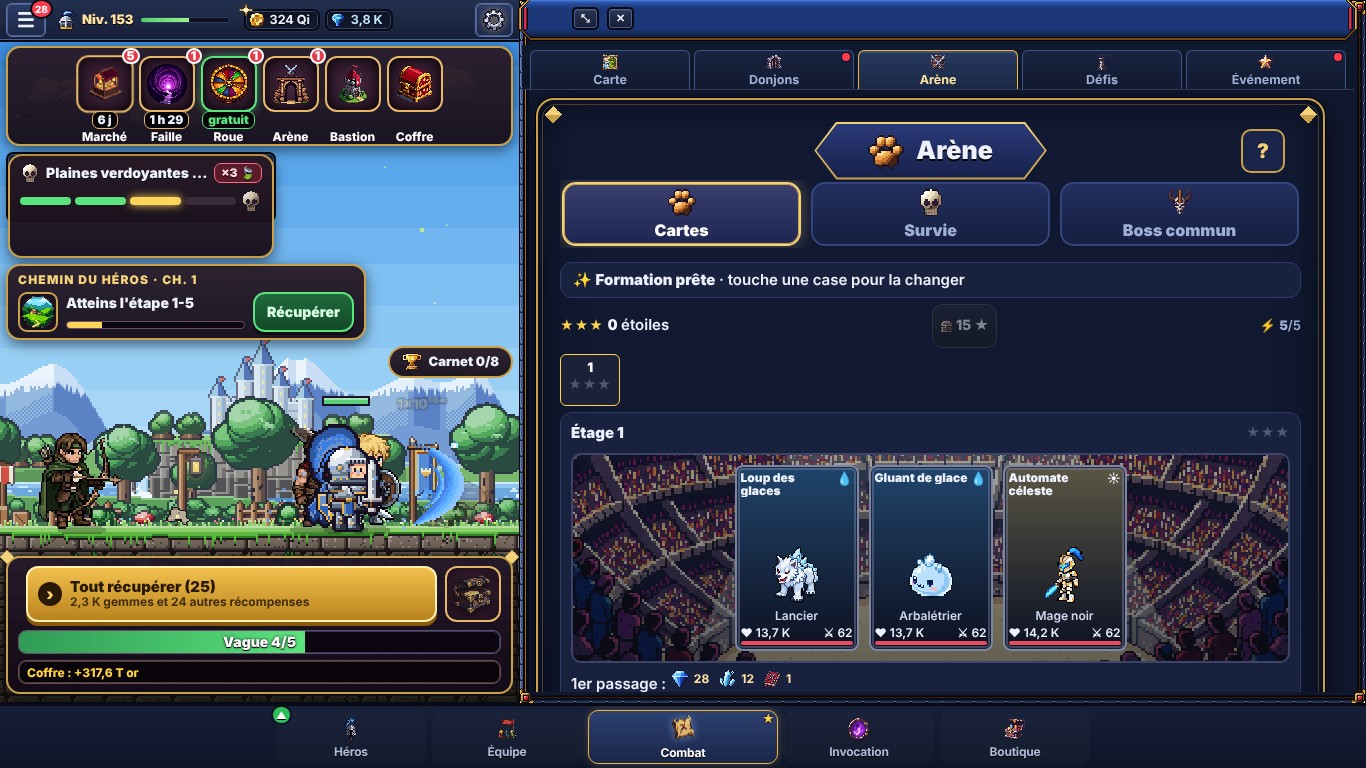 28
Niv. 153
324 Qi
3,8 K
5
1
1
1
6 j
1 h 29
gratuit
Marché
Faille
Roue
Arène
Bastion
Coffre
Plaines verdoyantes ...
×3
CHEMIN DU HÉROS · CH. 1
Atteins l'étape 1-5
Récupérer
Carnet 0/8
Tout récupérer (25)
2,3 K gemmes et 24 autres récompenses
Vague 4/5
Coffre : +317,6 T or
Carte
Donjons
Arène
Défis
Événement
Arène
?
Cartes
Survie
Boss commun
✨ Formation prête · touche une case pour la changer
★★★ 0 étoiles
15 ★
⚡ 5/5
1
★★★
Étage 1
★★★
Loup des glaces
Gluant de glace
Automate céleste
Lancier
Arbalétrier
Mage noir
♥ 13,7 K ⚔ 62
♥ 13,7 K ⚔ 62
♥ 14,2 K ⚔ 62
1er passage : 28 12 1
Héros
Équipe
Combat
Invocation
Boutique